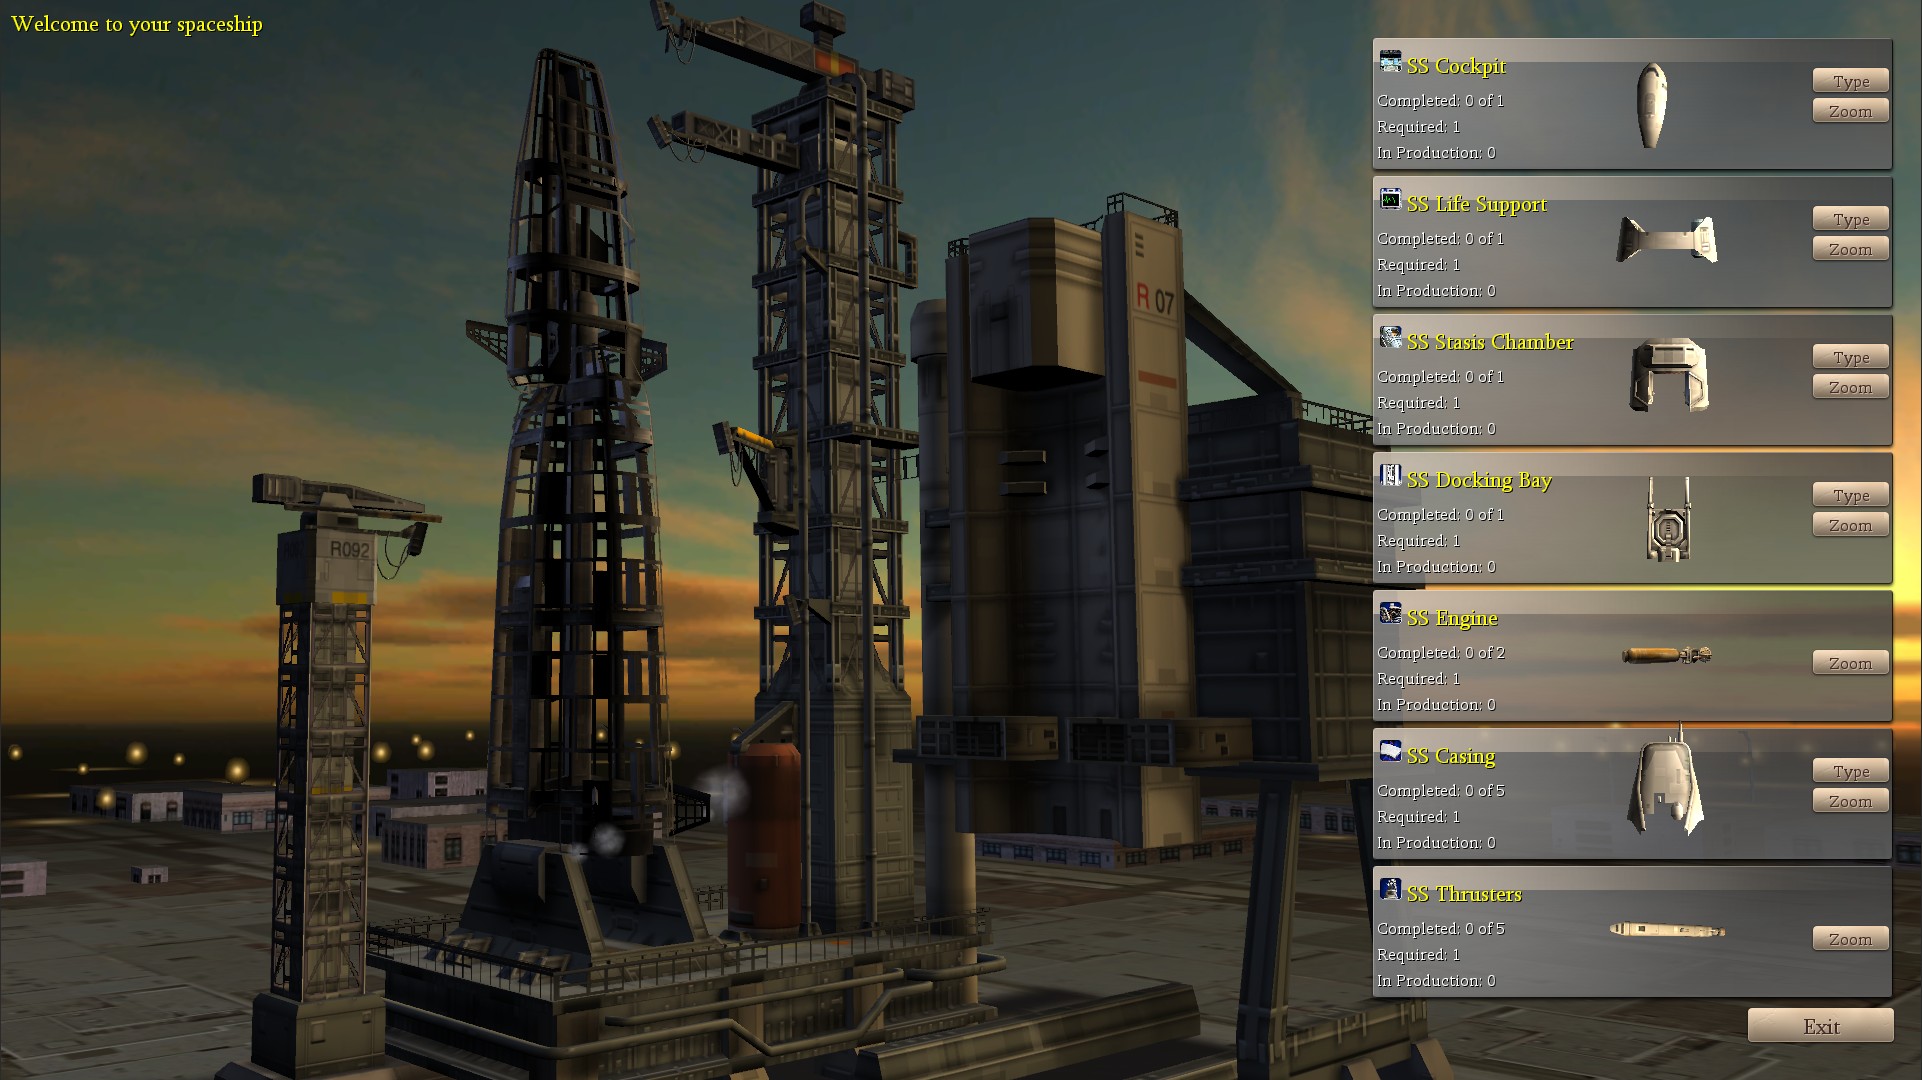 Welcome to your spaceship
SS Cockpit
Completed: 0 of 1
Required: 1
In Production: 0
Type
Zoom
SS Life Support
Completed: 0 of 1
Required: 1
In Production: 0
Type
Zoom
SS Stasis Chamber
Completed: 0 of 1
Required: 1
In Production: 0
Type
Zoom
SS Docking Bay
Completed: 0 of 1
Required: 1
In Production: 0
Type
Zoom
SS Engine
Completed: 0 of 2
Required: 1
In Production: 0
Zoom
SS Casing
Completed: 0 of 5
Required: 1
In Production: 0
Type
Zoom
SS Thrusters
Completed: 0 of 5
Required: 1
In Production: 0
Zoom
Exit
R 07
R092